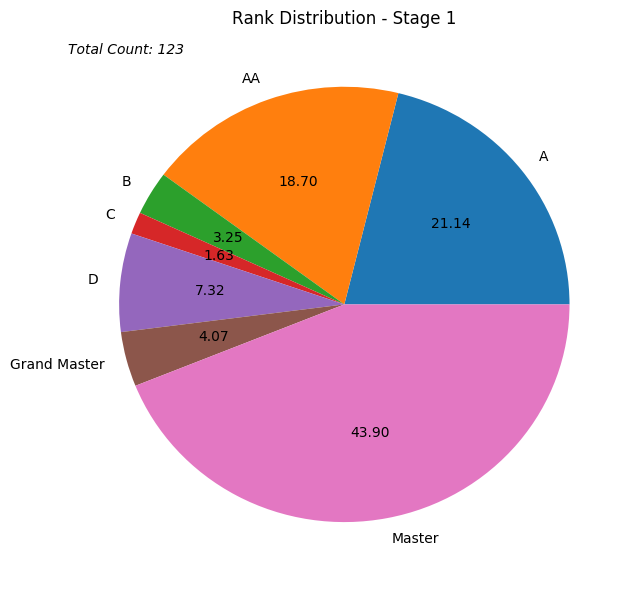 Rank Distribution - Stage 1
Total Count: 123
AA
A
B
18.70
C
21.14
3.25
1.63
D
7.32
4.07
Grand Master
43.90
Master